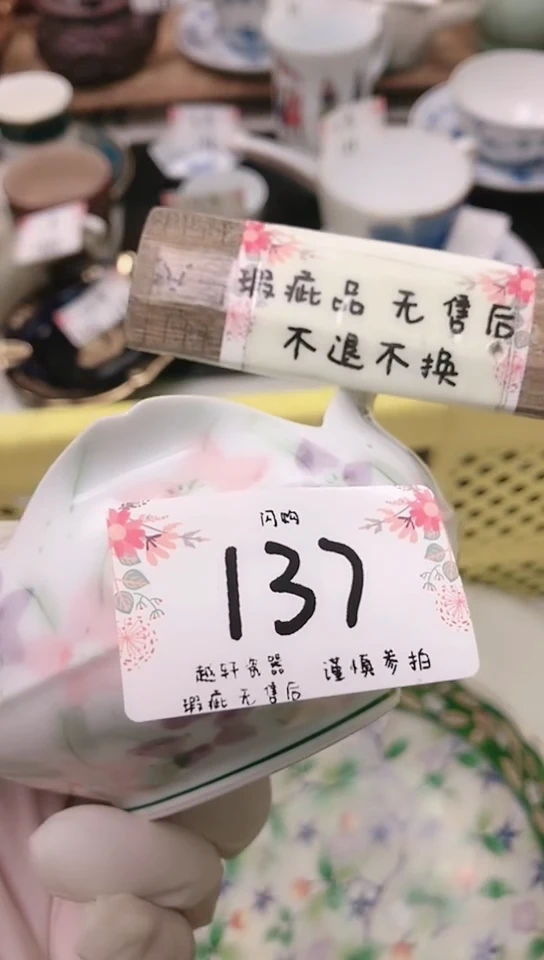 瑕疵品 无售后
不退不换
闪购
137
越轩瓷器 谨慎参拍
瑕疵 无售后